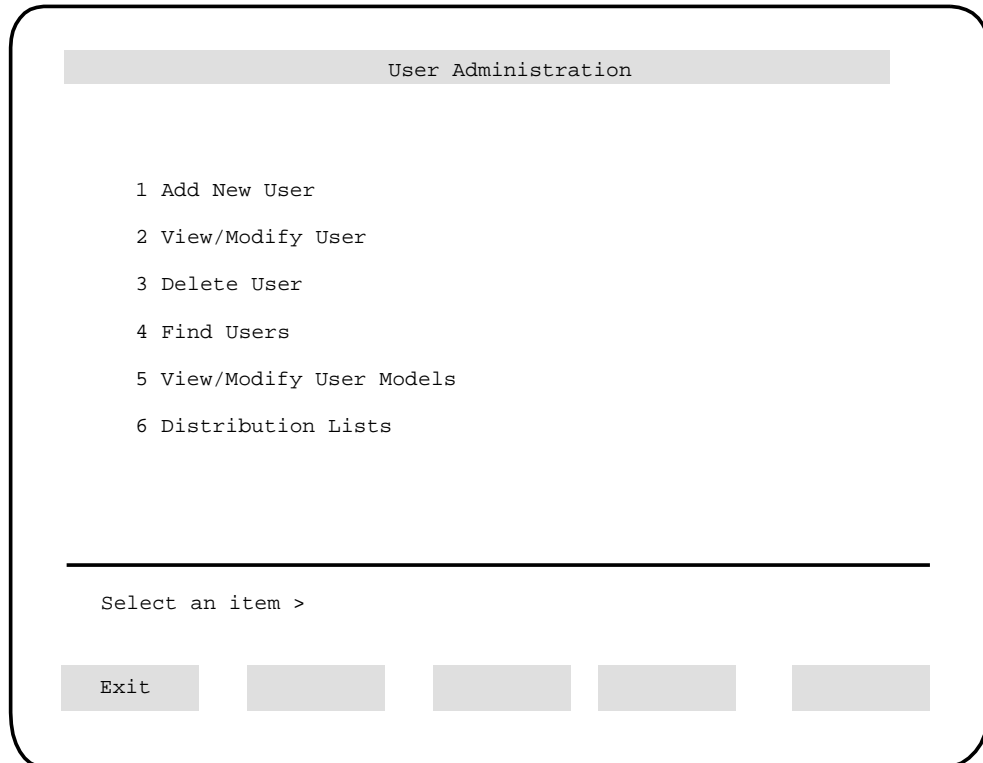 User Administration
1 Add New User
2 View/Modify User
3 Delete User
4 Find Users
5 View/Modify User Models
6 Distribution Lists
Select an item >
Exit